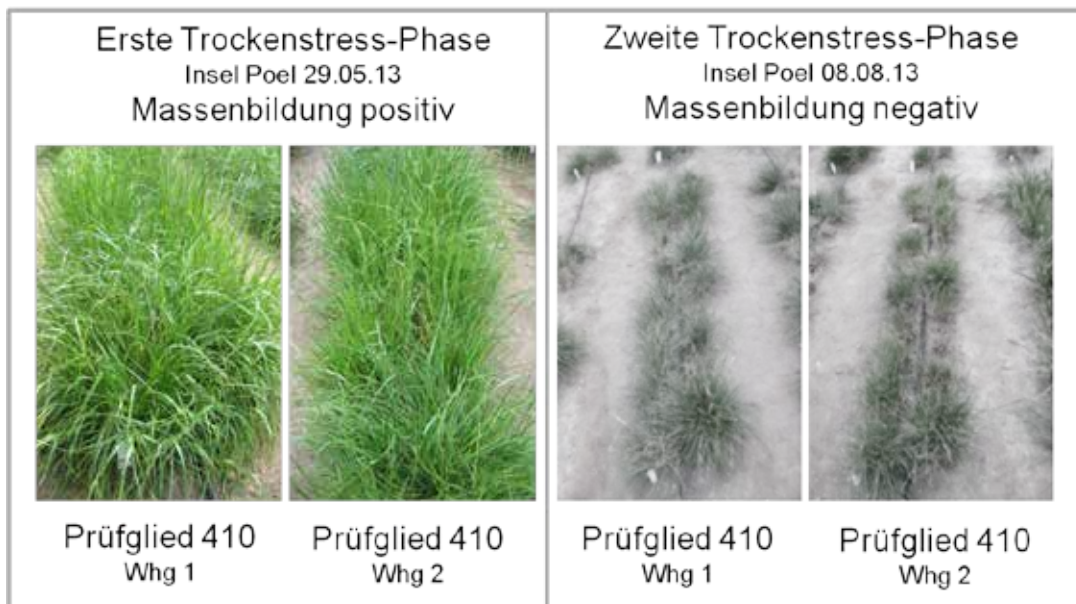 Erste Trockenstress-Phase
Insel Poel 29.05.13
Massenbildung positiv
Prüfglied 410
Whg 1
Prüfglied 410
Whg 2
Zweite Trockenstress-Phase
Insel Poel 08.08.13
Massenbildung negativ
Prüfglied 410
Whg 1
Prüfglied 410
Whg 2